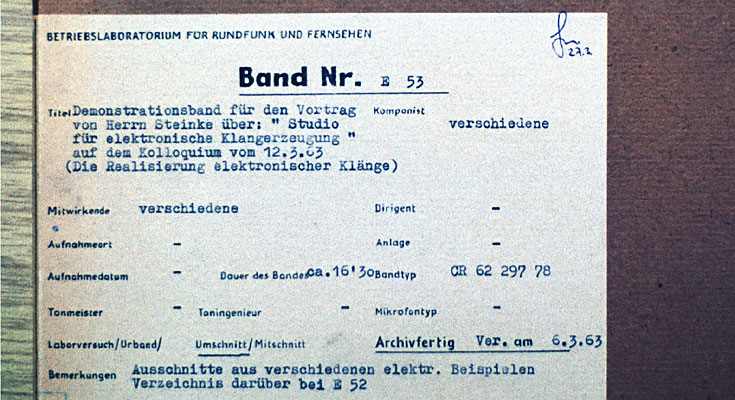 BETRIEBSLABORATORIUM FÜR RUNDFUNK UND FERNSEHEN
27.2
Band Nr. E 53
Titel Demonstrationsband für den Vortrag Komponist
von Herrn Steinke über: " Studio verschiedene
für elektronische Klangerzeugung "
auf dem Kolloquium vom 12.3.63
(Die Realisierung elektronischer Klänge)
Mitwirkende verschiedene Dirigent -
Aufnahmeort - Anlage -
Aufnahmedatum - Dauer des Bandes ca.16'30 Bandtyp CR 62 297 78
Tonmeister - Toningenieur - Mikrofontyp -
Laborversuch/Urband/ Umschnitt/Mitschnitt Archivfertig Ver. am 6.3.63
Bemerkungen Ausschnitte aus verschiedenen elektr. Beispielen
Verzeichnis darüber bei E 52